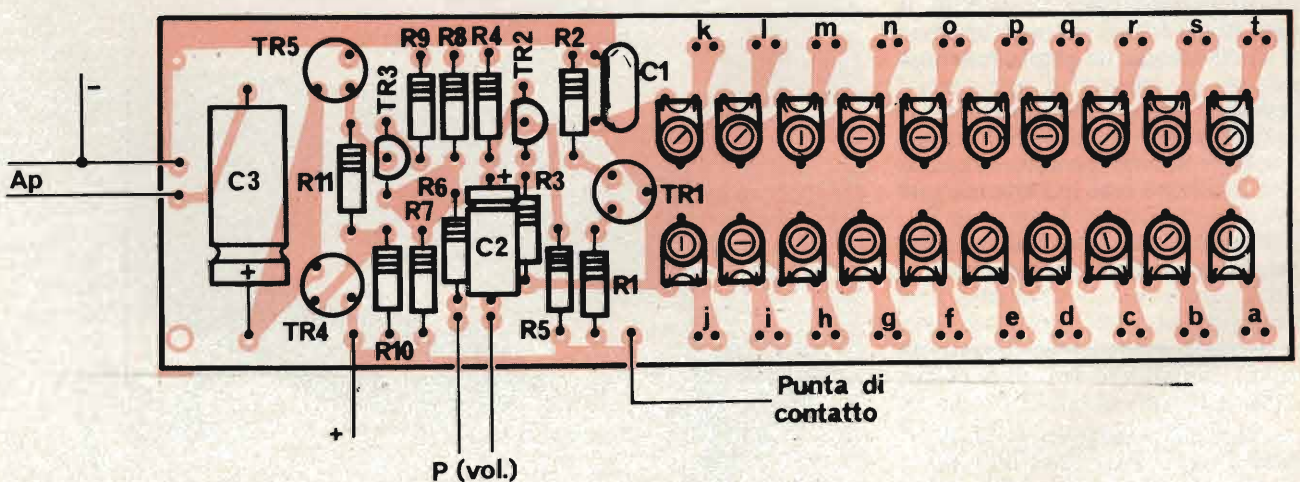 k l m n o p q r s t
TR5 R9 R8 R4 TR2 R2
C1
TR3
-
Ap
C3 R11 R6 + R3 TR1
R7
C2
+
TR4 R10 R5 R1
j i h g f e d c b a
Punta di
contatto
+
P (vol.)